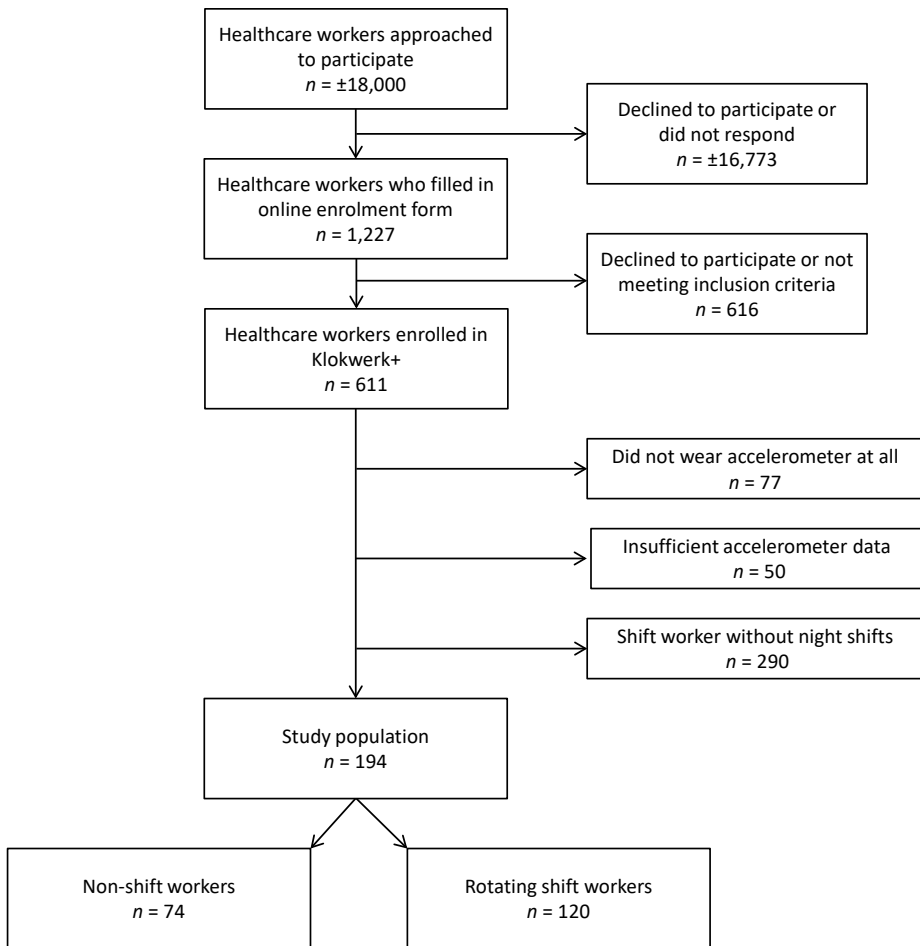 Healthcare workers approached
to participate
n = ±18,000
Declined to participate or
did not respond
n = ±16,773
Healthcare workers who filled in
online enrolment form
n = 1,227
Declined to participate or not
meeting inclusion criteria
n = 616
Healthcare workers enrolled in
Klokwerk+
n = 611
Did not wear accelerometer at all
n = 77
Insufficient accelerometer data
n = 50
Shift worker without night shifts
n = 290
Study population
n = 194
Non-shift workers
n = 74
Rotating shift workers
n = 120